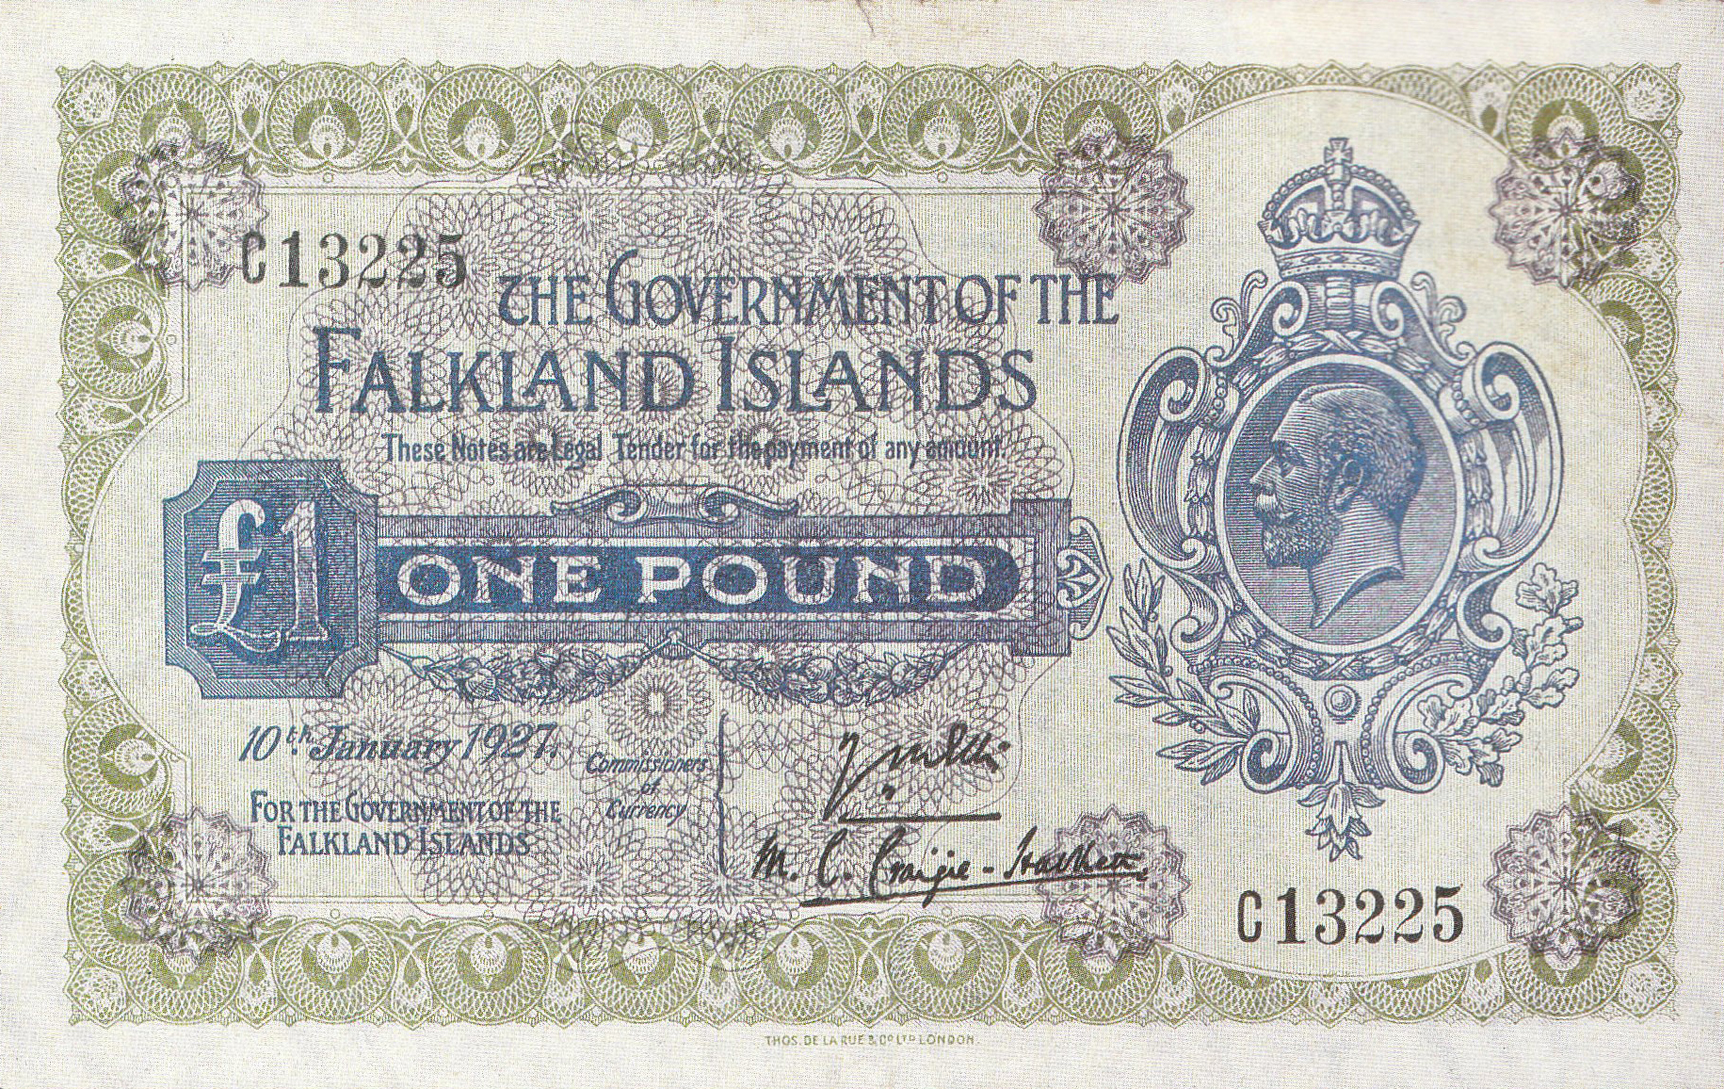 C13225
THE GOVERNMENT OF THE
FALKLAND ISLANDS
These Notes are Legal Tender for the payment of any amount.
£1
ONE POUND
10th January 1927.
FOR THE GOVERNMENT OF THE
FALKLAND ISLANDS
Commissioners
of
Currency
M. C. Craigie-Halkett
C13225
THOS. DE LA RUE & CO LTD LONDON.